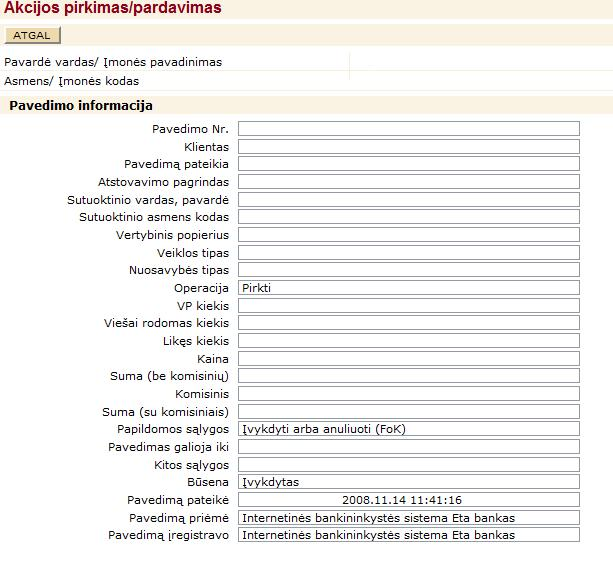 Akcijos pirkimas/pardavimas
ATGAL
Pavardė vardas/ Įmonės pavadinimas
Asmens/ Įmonės kodas
Pavedimo informacija
Pavedimo Nr.
Klientas
Pavedimą pateikia
Atstovavimo pagrindas
Sutuoktinio vardas, pavardė
Sutuoktinio asmens kodas
Vertybinis popierius
Veiklos tipas
Nuosavybės tipas
Operacija Pirkti
VP kiekis
Viešai rodomas kiekis
Likęs kiekis
Kaina
Suma (be komisinių)
Komisinis
Suma (su komisiniais)
Papildomos sąlygos Įvykdyti arba anuliuoti (FoK)
Pavedimas galioja iki
Kitos sąlygos
Būsena Įvykdytas
Pavedimą pateikė 2008.11.14 11:41:16
Pavedimą priėmė Internetinės bankininkystės sistema Eta bankas
Pavedimą įregistravo Internetinės bankininkystės sistema Eta bankas